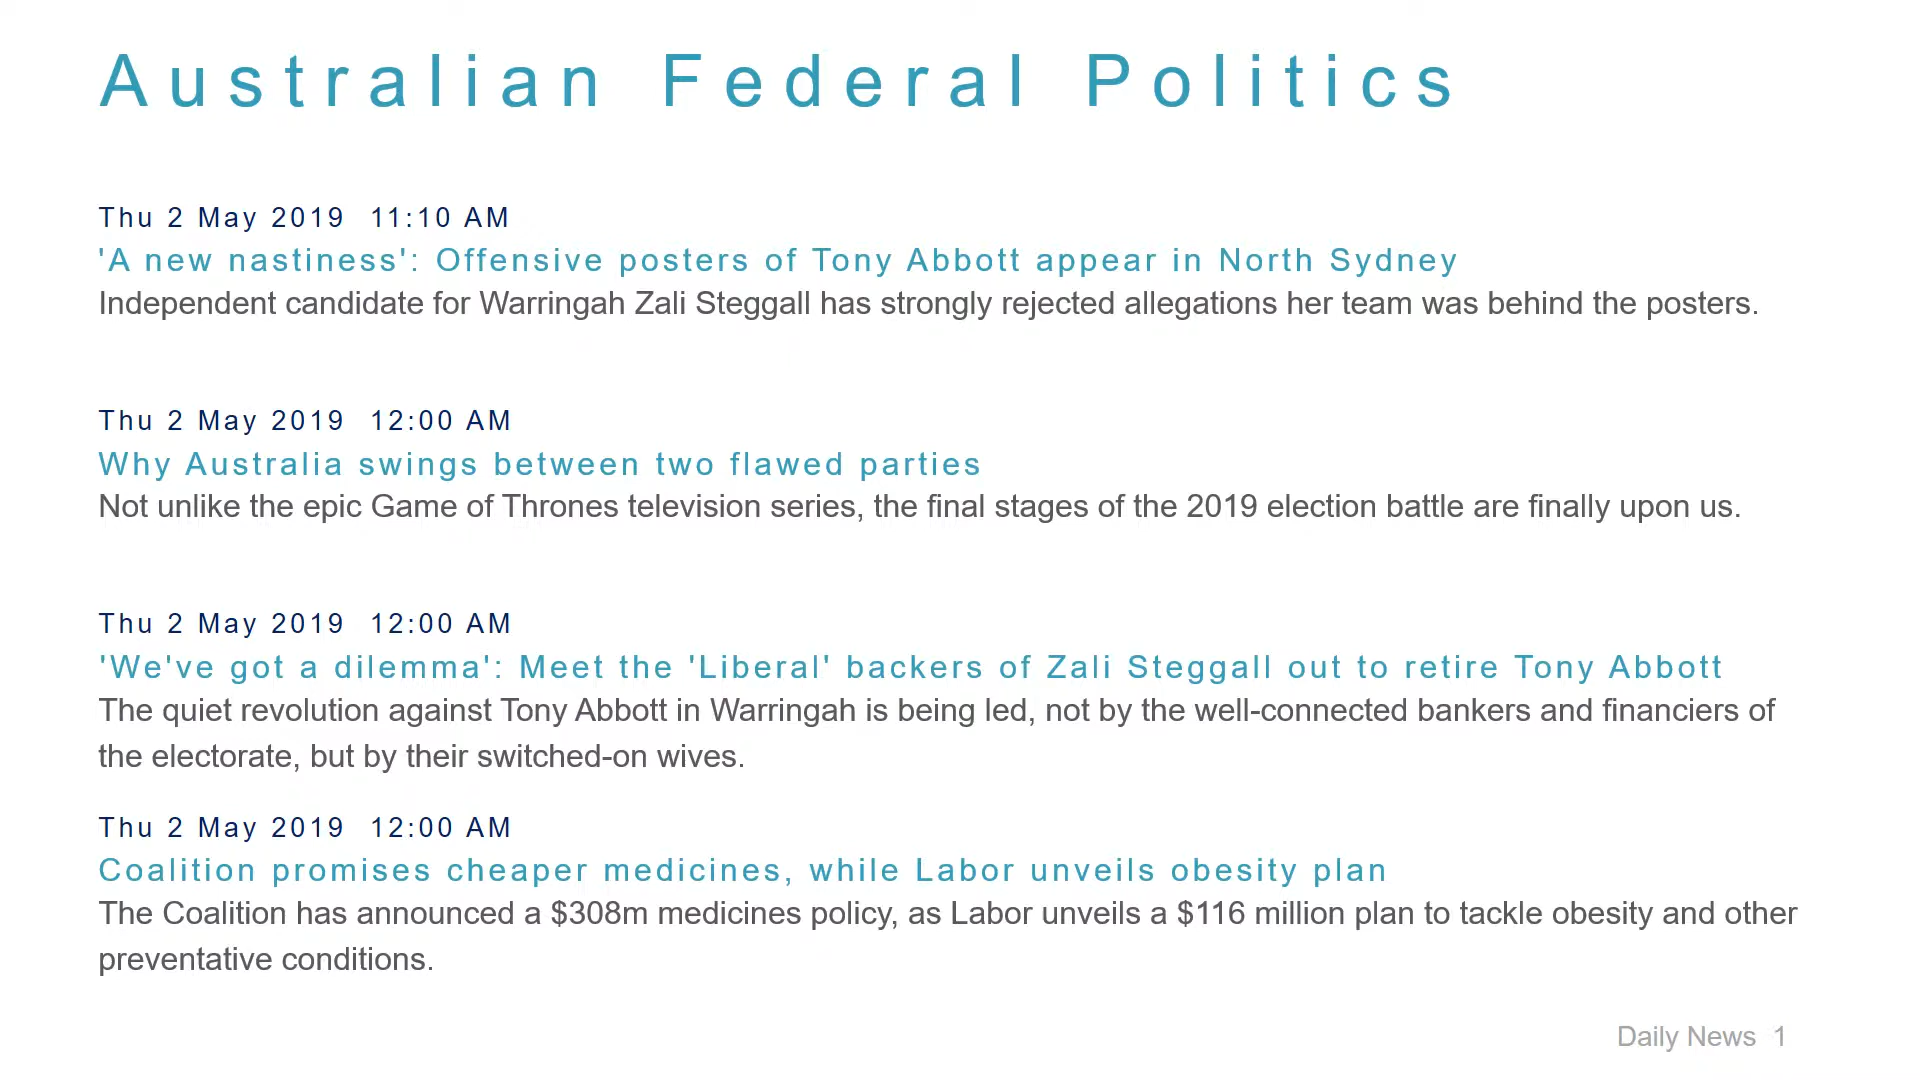 Australian Federal Politics
Thu 2 May 2019  11:10 AM
'A new nastiness': Offensive posters of Tony Abbott appear in North Sydney
Independent candidate for Warringah Zali Steggall has strongly rejected allegations her team was behind the posters.
Thu 2 May 2019  12:00 AM
Why Australia swings between two flawed parties
Not unlike the epic Game of Thrones television series, the final stages of the 2019 election battle are finally upon us.
Thu 2 May 2019  12:00 AM
'We've got a dilemma': Meet the 'Liberal' backers of Zali Steggall out to retire Tony Abbott
The quiet revolution against Tony Abbott in Warringah is being led, not by the well-connected bankers and financiers of
the electorate, but by their switched-on wives.
Thu 2 May 2019  12:00 AM
Coalition promises cheaper medicines, while Labor unveils obesity plan
The Coalition has announced a $308m medicines policy, as Labor unveils a $116 million plan to tackle obesity and other
preventative conditions.
Daily News  1